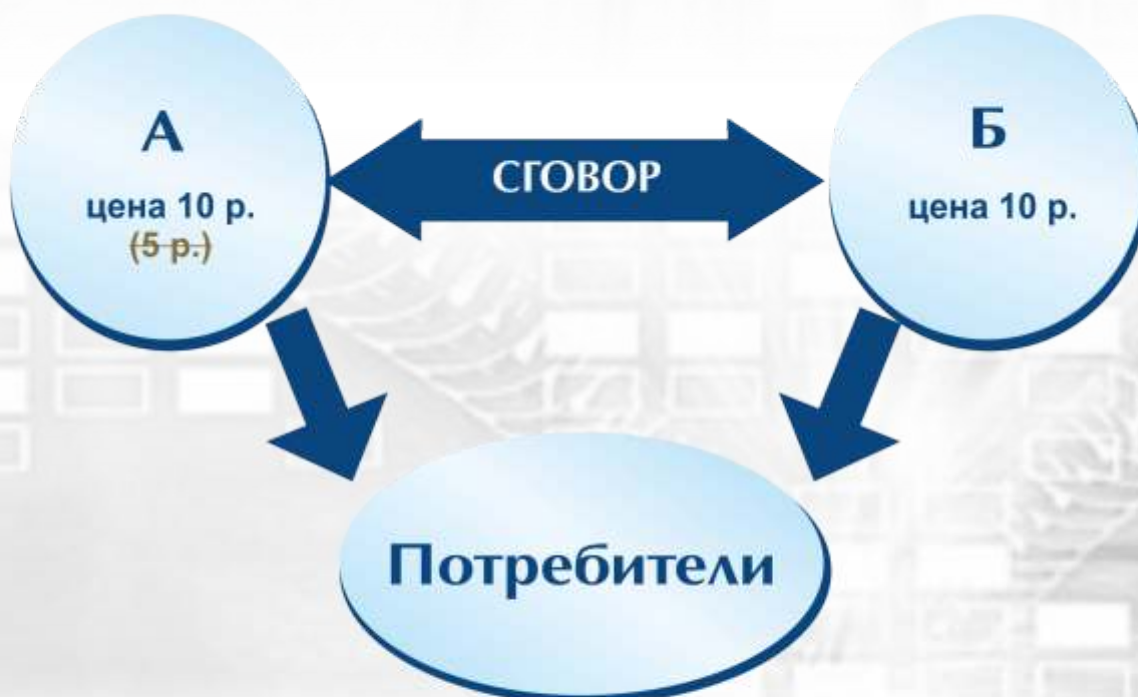 А
цена 10 р.
(5 р.)
СГОВОР
Б
цена 10 р.
Потребители